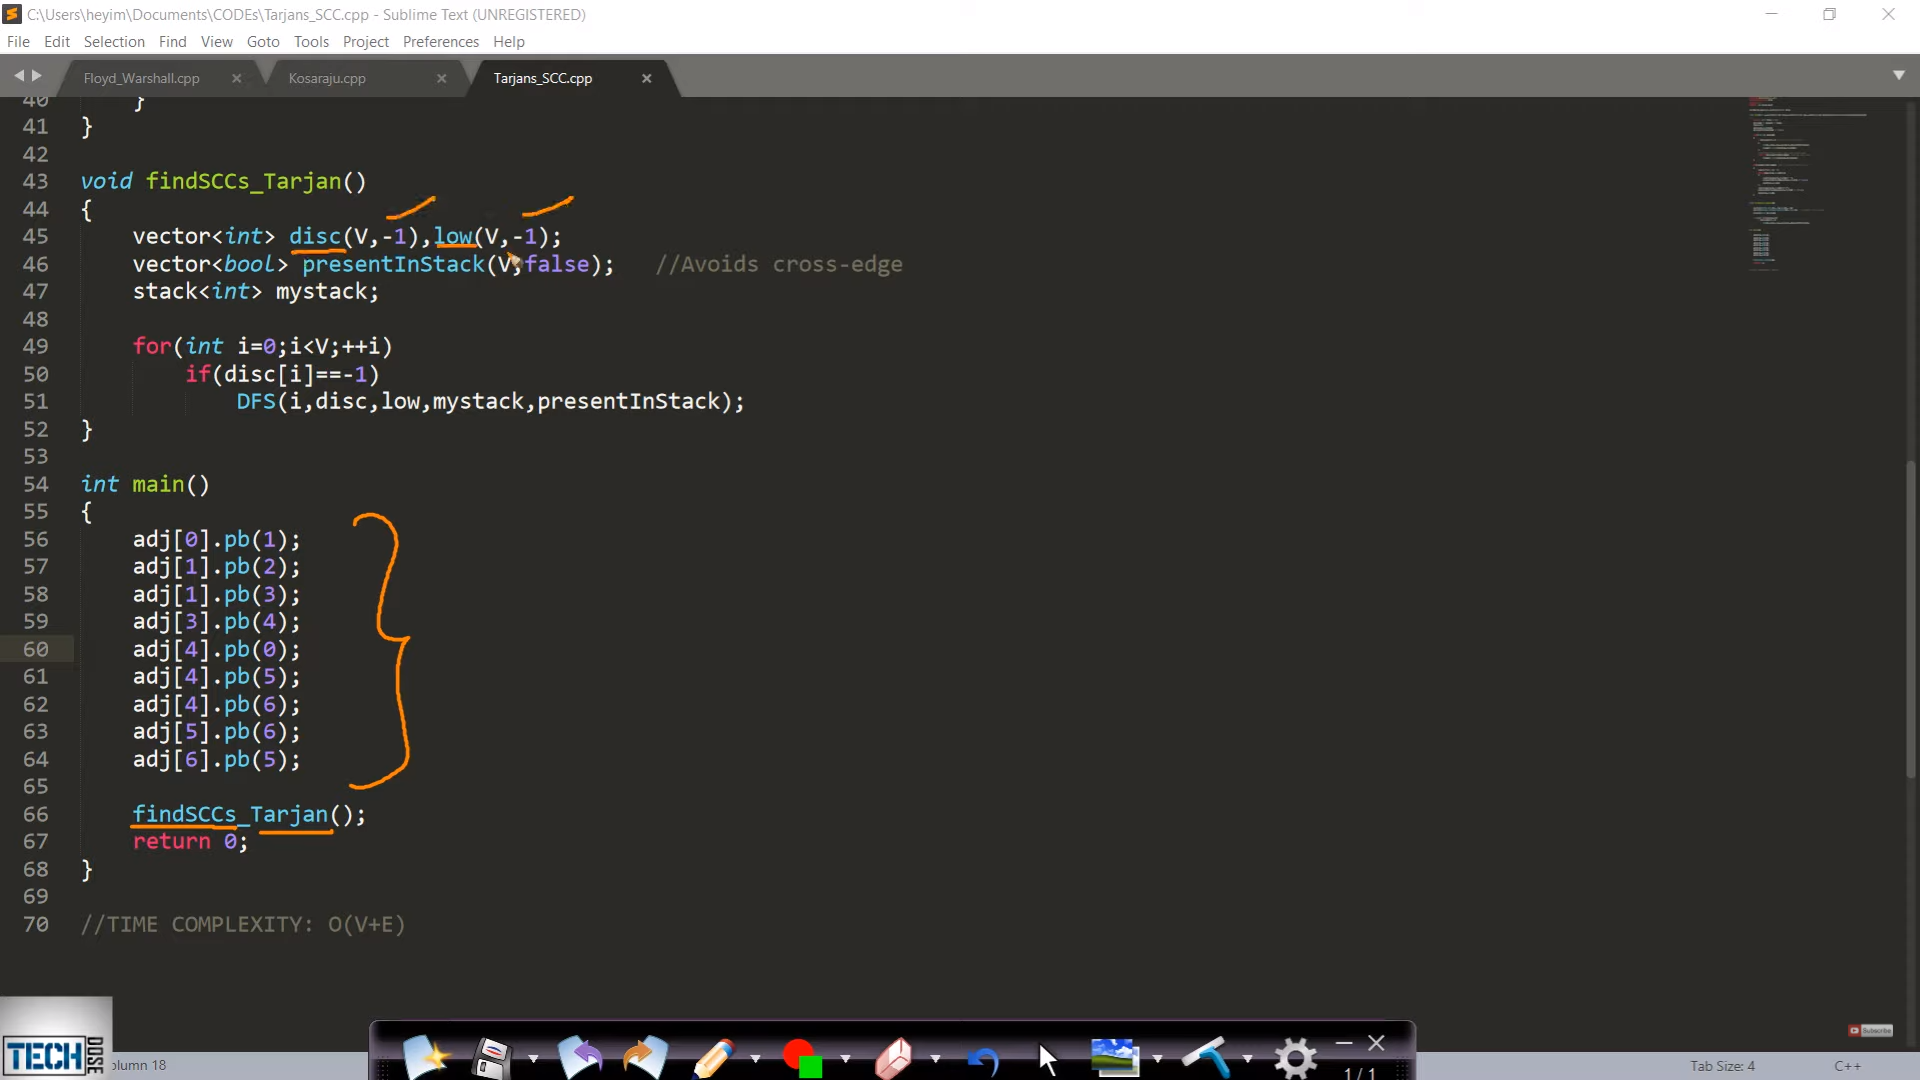 C:\Users\heyim\Documents\CODEs\Tarjans_SCC.cpp - Sublime Text (UNREGISTERED)
File Edit Selection Find View Goto Tools Project Preferences Help
Floyd_Warshall.cpp Kosaraju.cpp Tarjans_SCC.cpp
40 }
41 }
42
43 void findSCCs_Tarjan()
44 {
45 vector<int> disc(V,-1),low(V,-1);
46 vector<bool> presentInStack(V,false); //Avoids cross-edge
47 stack<int> mystack;
48
49 for(int i=0;i<V;++i)
50 if(disc[i]==-1)
51 DFS(i,disc,low,mystack,presentInStack);
52 }
53
54 int main()
55 {
56 adj[0].pb(1);
57 adj[1].pb(2);
58 adj[1].pb(3);
59 adj[3].pb(4);
60 adj[4].pb(0);
61 adj[4].pb(5);
62 adj[4].pb(6);
63 adj[5].pb(6);
64 adj[6].pb(5);
65
66 findSCCs_Tarjan();
67 return 0;
68 }
69
70 //TIME COMPLEXITY: O(V+E)
Subscribe
TECH DOSE
olumn 18
1/1
Tab Size: 4 C++